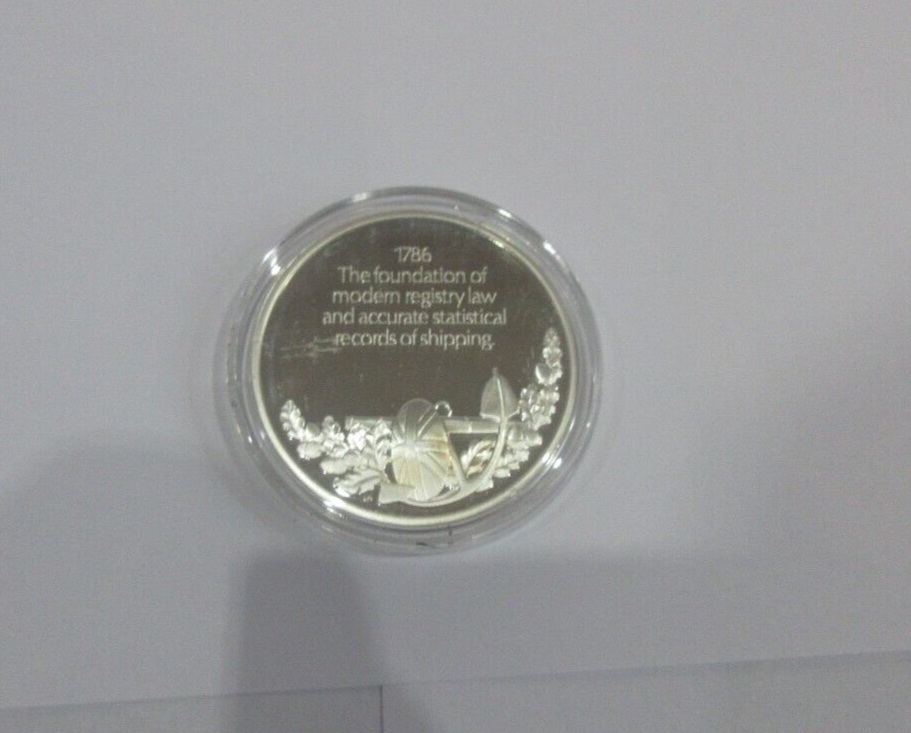 1786
The foundation of
modern registry law
and accurate statistical
records of shipping.